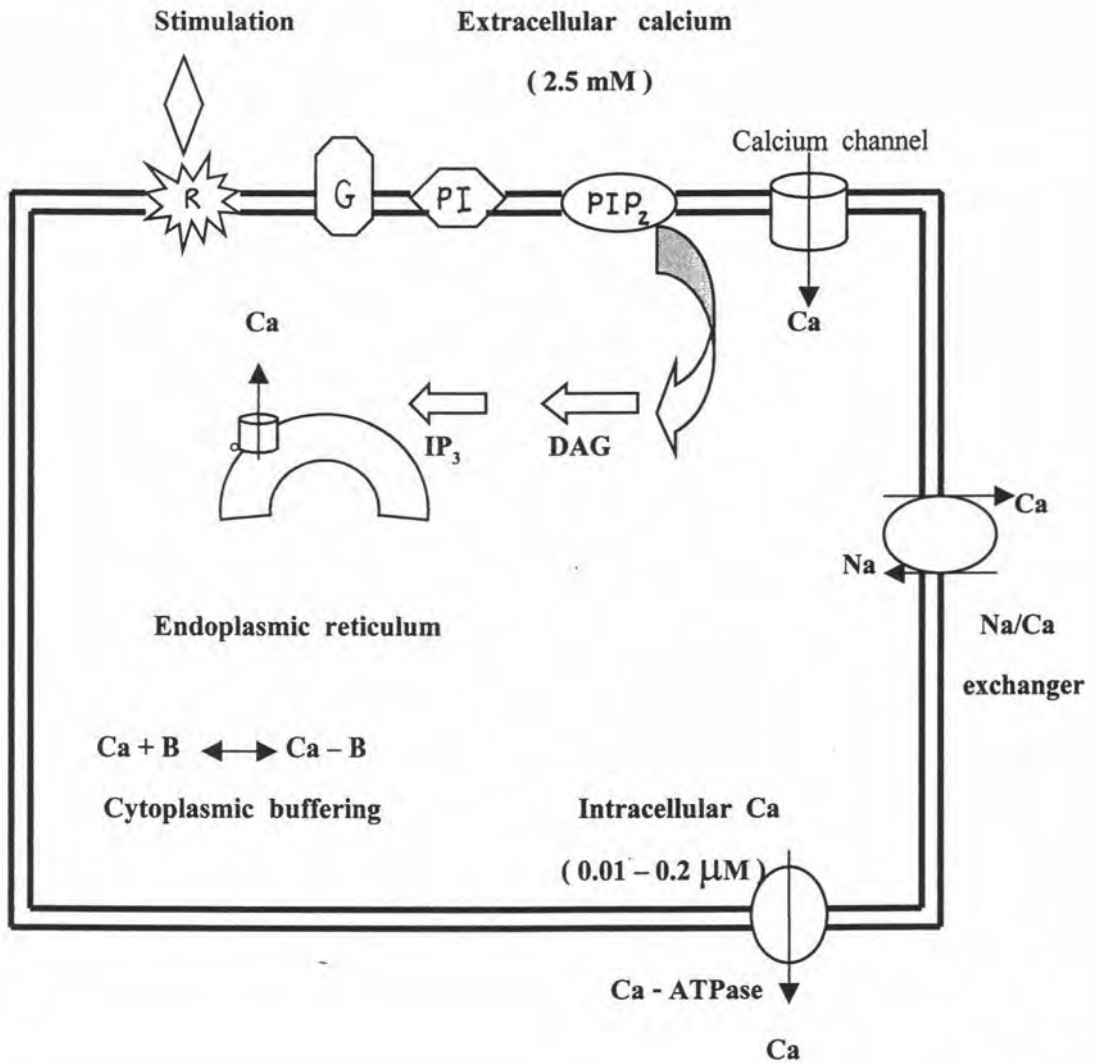 Stimulation
Extracellular calcium
( 2.5 mM )
Calcium channel
R
G
PI
PIP₂
Ca
Ca
IP₃
DAG
Ca
Na
Endoplasmic reticulum
Na/Ca
exchanger
Ca + B ↔ Ca – B
Cytoplasmic buffering
Intracellular Ca
( 0.01 – 0.2 µM )
Ca - ATPase
Ca